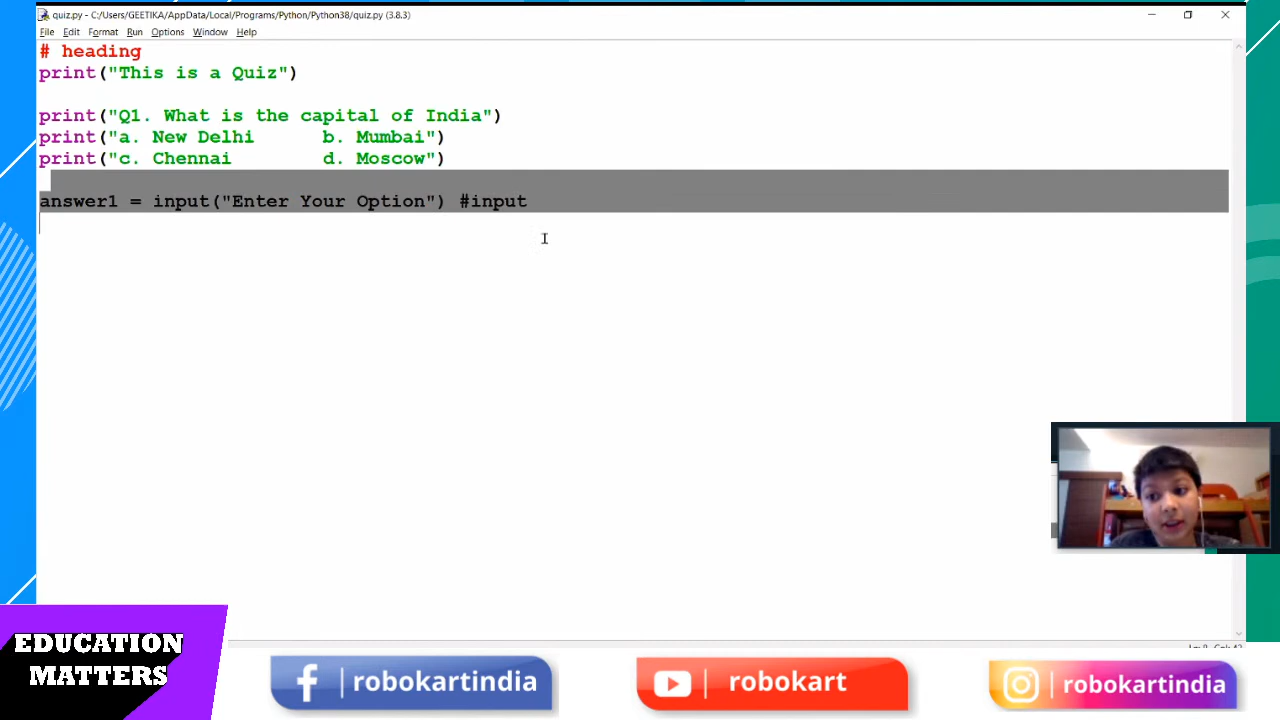 quiz.py - C:/Users/GEETIKA/AppData/Local/Programs/Python/Python38/quiz.py (3.8.3)
File Edit Format Run Options Window Help
# heading
print("This is a Quiz")
print("Q1. What is the capital of India")
print("a. New Delhi      b. Mumbai")
print("c. Chennai        d. Moscow")
answer1 = input("Enter Your Option") #input
EDUCATION
MATTERS
f | robokartindia
| robokart
| robokartindia